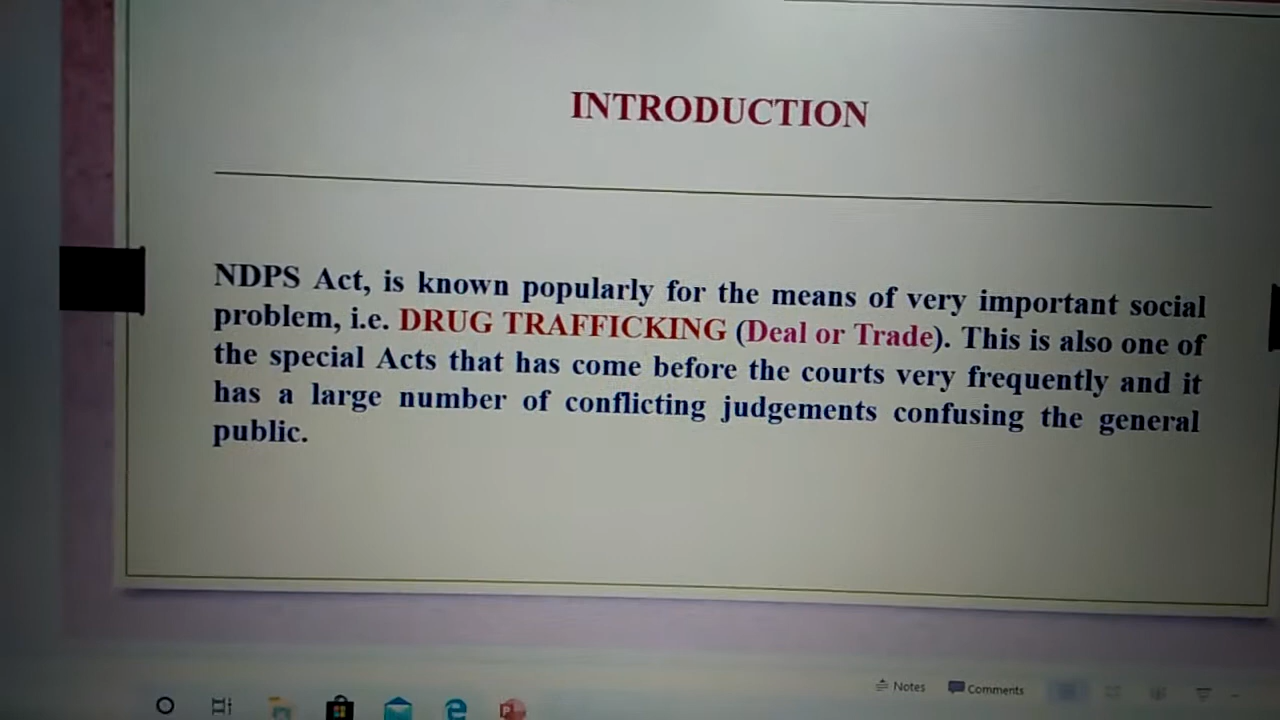 INTRODUCTION
NDPS Act, is known popularly for the means of very important social
problem, i.e. DRUG TRAFFICKING (Deal or Trade). This is also one of
the special Acts that has come before the courts very frequently and it
has a large number of conflicting judgements confusing the general
public.
Notes
Comments